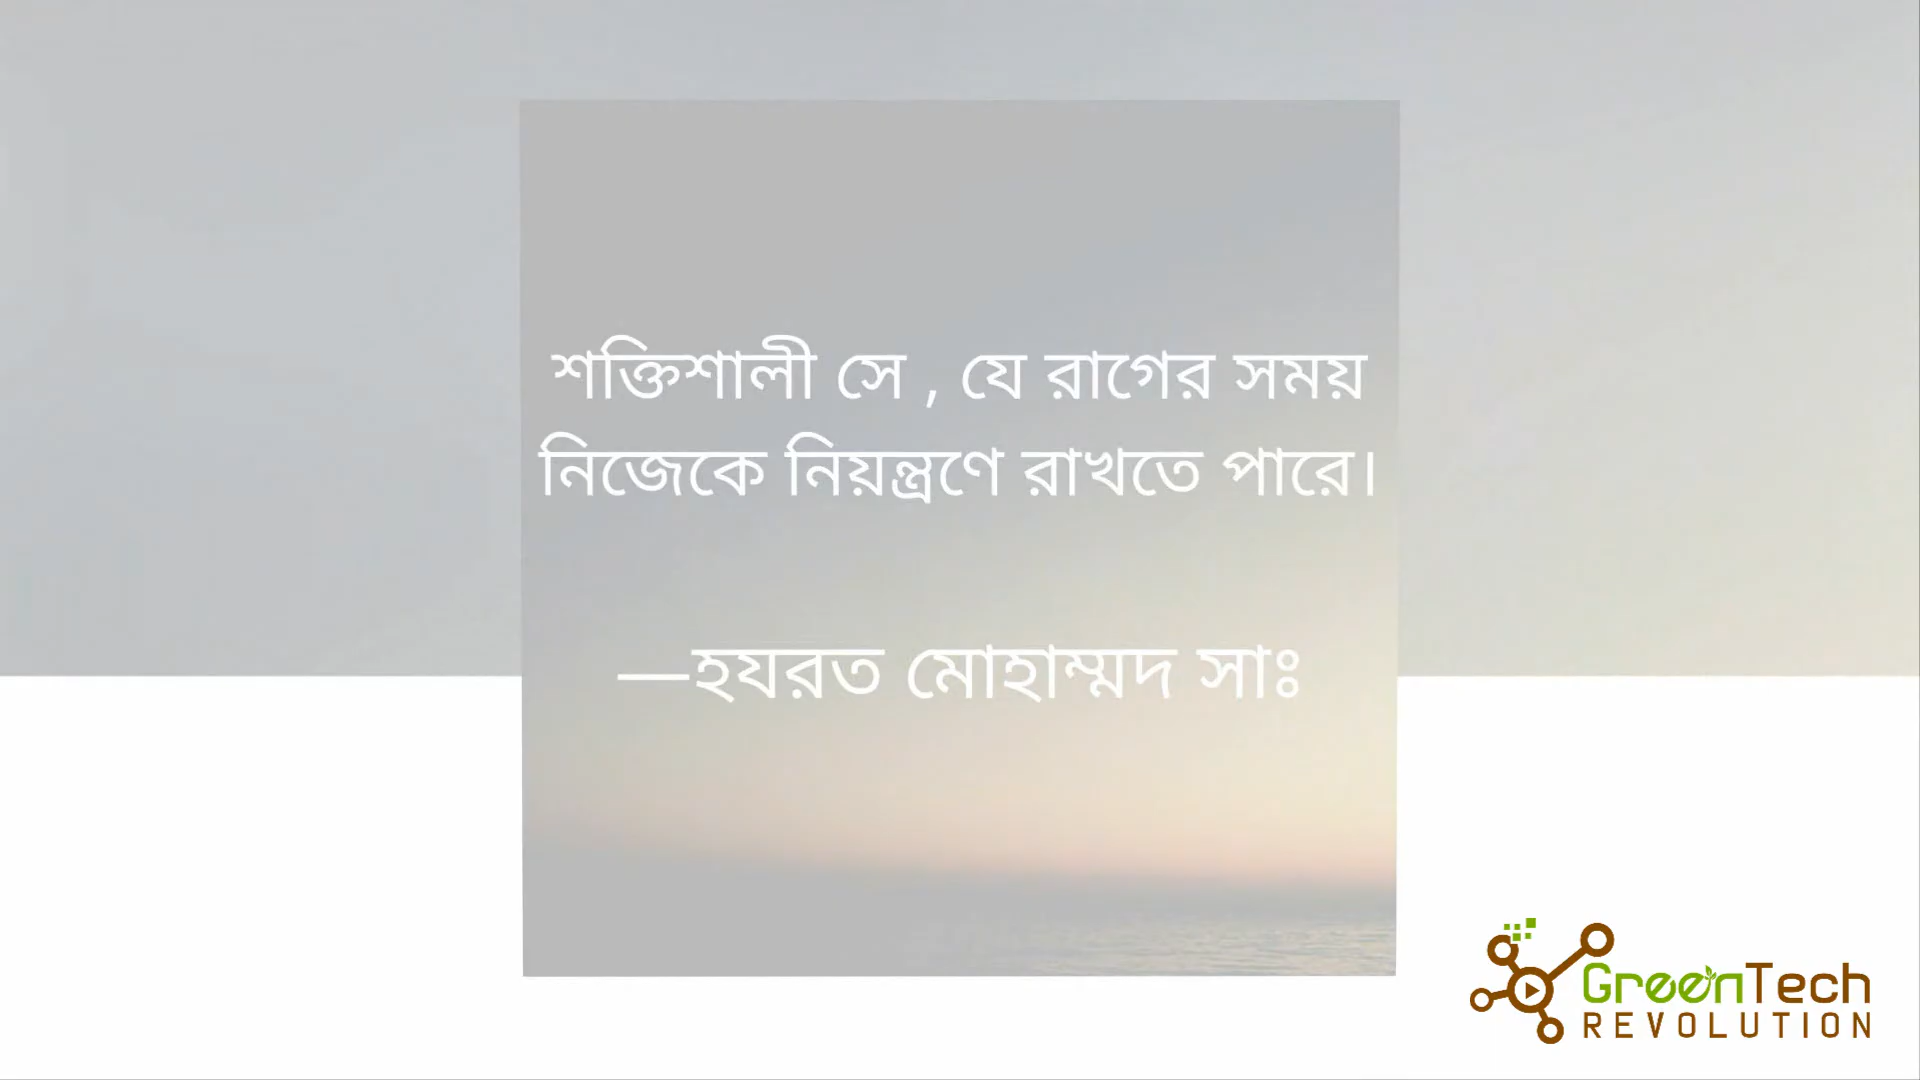 শক্তিশালী সে , যে রাগের সময়
নিজেকে নিয়ন্ত্রণে রাখতে পারে।
—হযরত মোহাম্মদ সাঃ
GreenTech
REVOLUTION